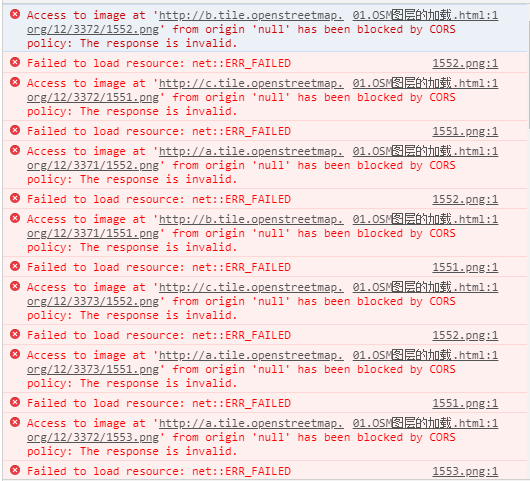 Access to image at 'http://b.tile.openstreetmap. 01.OSM图层的加载.html:1
org/12/3372/1552.png' from origin 'null' has been blocked by CORS
policy: The response is invalid.
Failed to load resource: net::ERR_FAILED 1552.png:1
Access to image at 'http://c.tile.openstreetmap. 01.OSM图层的加载.html:1
org/12/3372/1551.png' from origin 'null' has been blocked by CORS
policy: The response is invalid.
Failed to load resource: net::ERR_FAILED 1551.png:1
Access to image at 'http://a.tile.openstreetmap. 01.OSM图层的加载.html:1
org/12/3371/1552.png' from origin 'null' has been blocked by CORS
policy: The response is invalid.
Failed to load resource: net::ERR_FAILED 1552.png:1
Access to image at 'http://b.tile.openstreetmap. 01.OSM图层的加载.html:1
org/12/3371/1551.png' from origin 'null' has been blocked by CORS
policy: The response is invalid.
Failed to load resource: net::ERR_FAILED 1551.png:1
Access to image at 'http://c.tile.openstreetmap. 01.OSM图层的加载.html:1
org/12/3373/1552.png' from origin 'null' has been blocked by CORS
policy: The response is invalid.
Failed to load resource: net::ERR_FAILED 1552.png:1
Access to image at 'http://a.tile.openstreetmap. 01.OSM图层的加载.html:1
org/12/3373/1551.png' from origin 'null' has been blocked by CORS
policy: The response is invalid.
Failed to load resource: net::ERR_FAILED 1551.png:1
Access to image at 'http://a.tile.openstreetmap. 01.OSM图层的加载.html:1
org/12/3372/1553.png' from origin 'null' has been blocked by CORS
policy: The response is invalid.
Failed to load resource: net::ERR_FAILED 1553.png:1